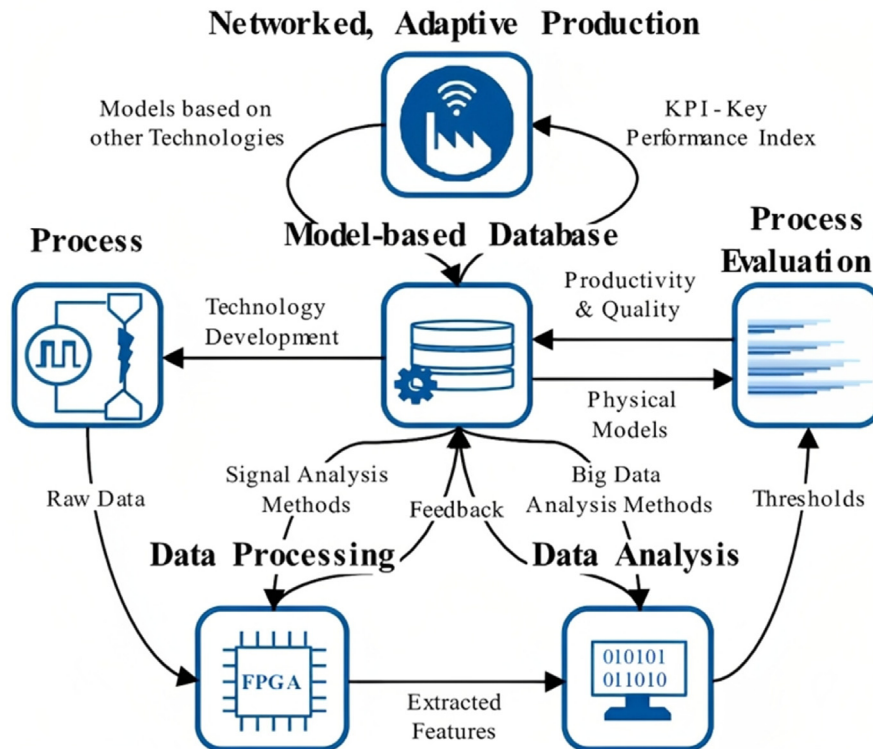 Networked, Adaptive Production
Models based on
other Technologies
KPI-Key
Performance Index
Process
Model-based Database
Process
Evaluation
Technology
Development
Productivity
& Quality
Physical
Models
Raw Data
Signal Analysis
Methods
Feedback
Big Data
Analysis Methods
Thresholds
Data Processing
Data Analysis
FPGA
010101
011010
Extracted
Features